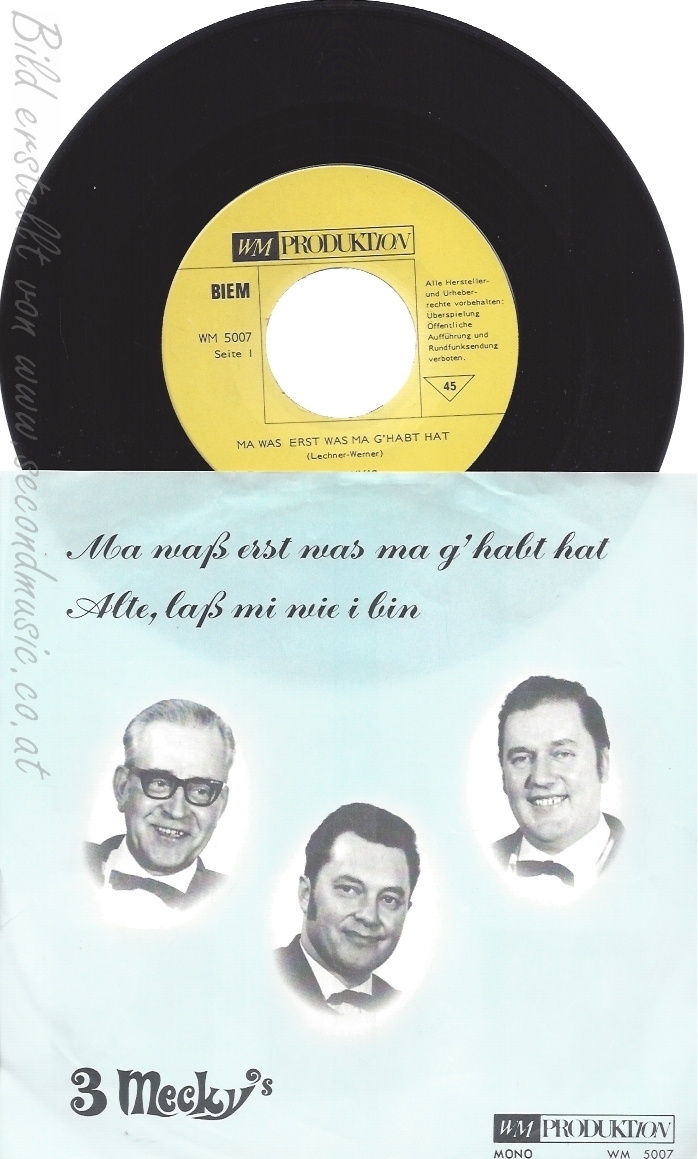 Bild erstellt von www.secondmusic.co.at
WM PRODUKTION
BIEM
WM 5007
Seite 1
Alle Hersteller-
und Urheber-
rechte vorbehalten:
Überspielung
Öffentliche
Aufführung und
Rundfunksendung
verboten.
45
MA WAS ERST WAS MA G'HABT HAT
(Lechner-Werner)
Ma waß erst was ma g'habt hat
Alte, laß mi wie i bin
3 Mecky's
WM PRODUKTION
MONO WM 5007